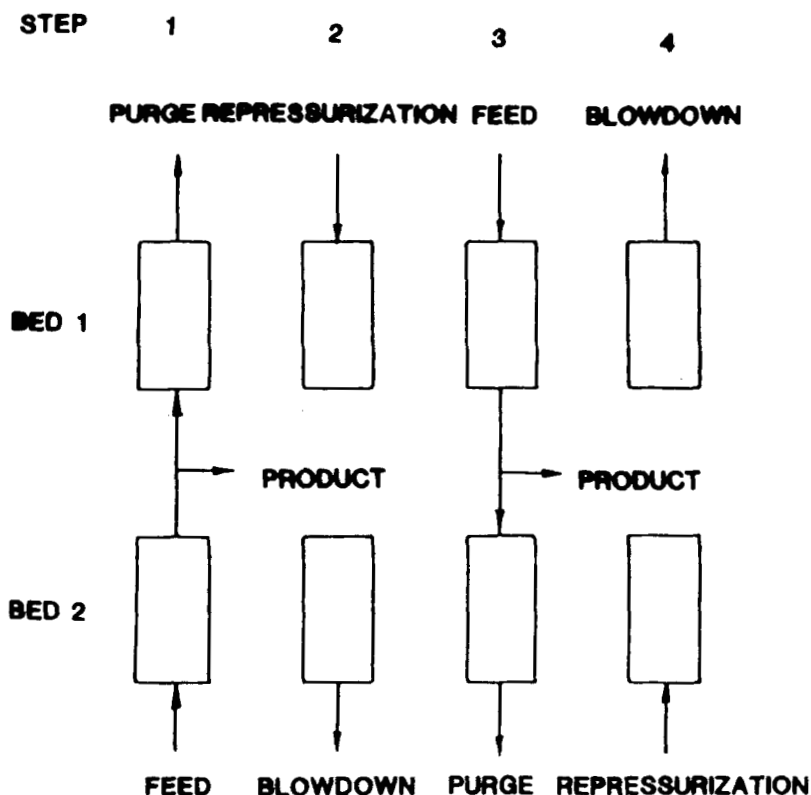 STEP 1 2 3 4
PURGE REPRESSURIZATION FEED BLOWDOWN
BED 1
PRODUCT PRODUCT
BED 2
FEED BLOWDOWN PURGE REPRESSURIZATION